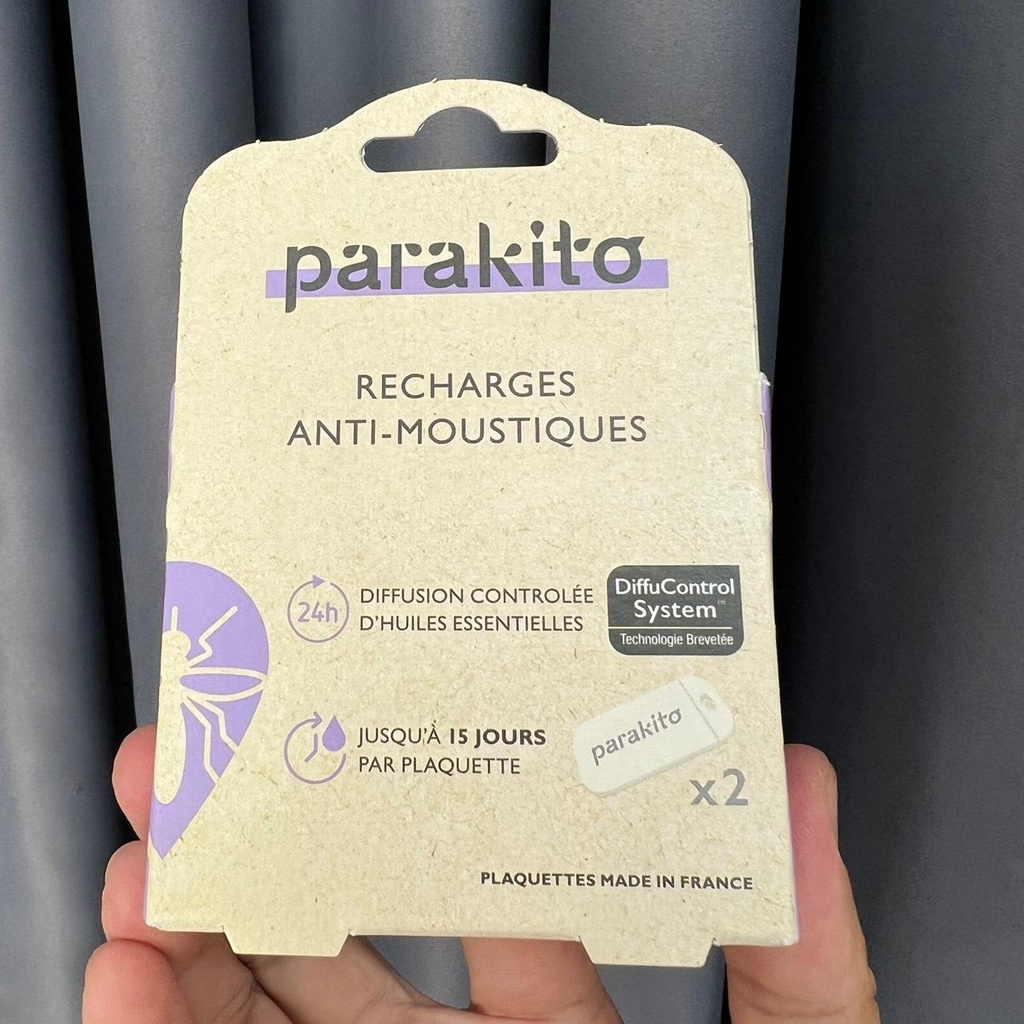 parakito
RECHARGES
ANTI-MOUSTIQUES
24h
DIFFUSION CONTROLÉE
D'HUILES ESSENTIELLES
DiffuControl
System™
Technologie Brevetée
JUSQU'À 15 JOURS
PAR PLAQUETTE
parakito
x2
PLAQUETTES MADE IN FRANCE